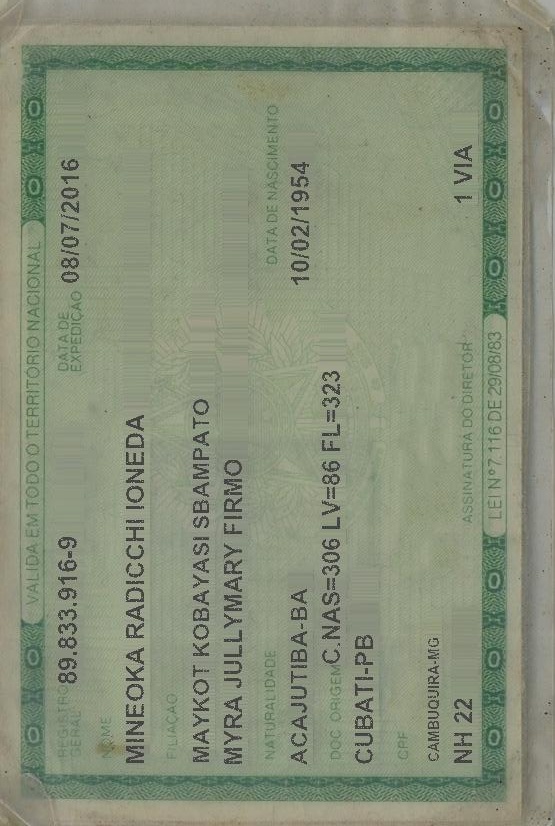 VÁLIDA EM TODO O TERRITÓRIO NACIONAL
REGISTRO GERAL 89.833.916-9 DATA DE EXPEDIÇÃO 08/07/2016
NOME
MINEOKA RADICCHI IONEDA
FILIAÇÃO
MAYKOT KOBAYASI SBAMPATO
MYRA JULLYMARY FIRMO
NATURALIDADE DATA DE NASCIMENTO
ACAJUTIBA-BA 10/02/1954
DOC ORIGEM C.NAS=306 LV=86 FL=323
CUBATI-PB
CPF
CAMBUQUIRA-MG
NH 22 1 VIA
ASSINATURA DO DIRETOR
LEI Nº 7.116 DE 29/08/83